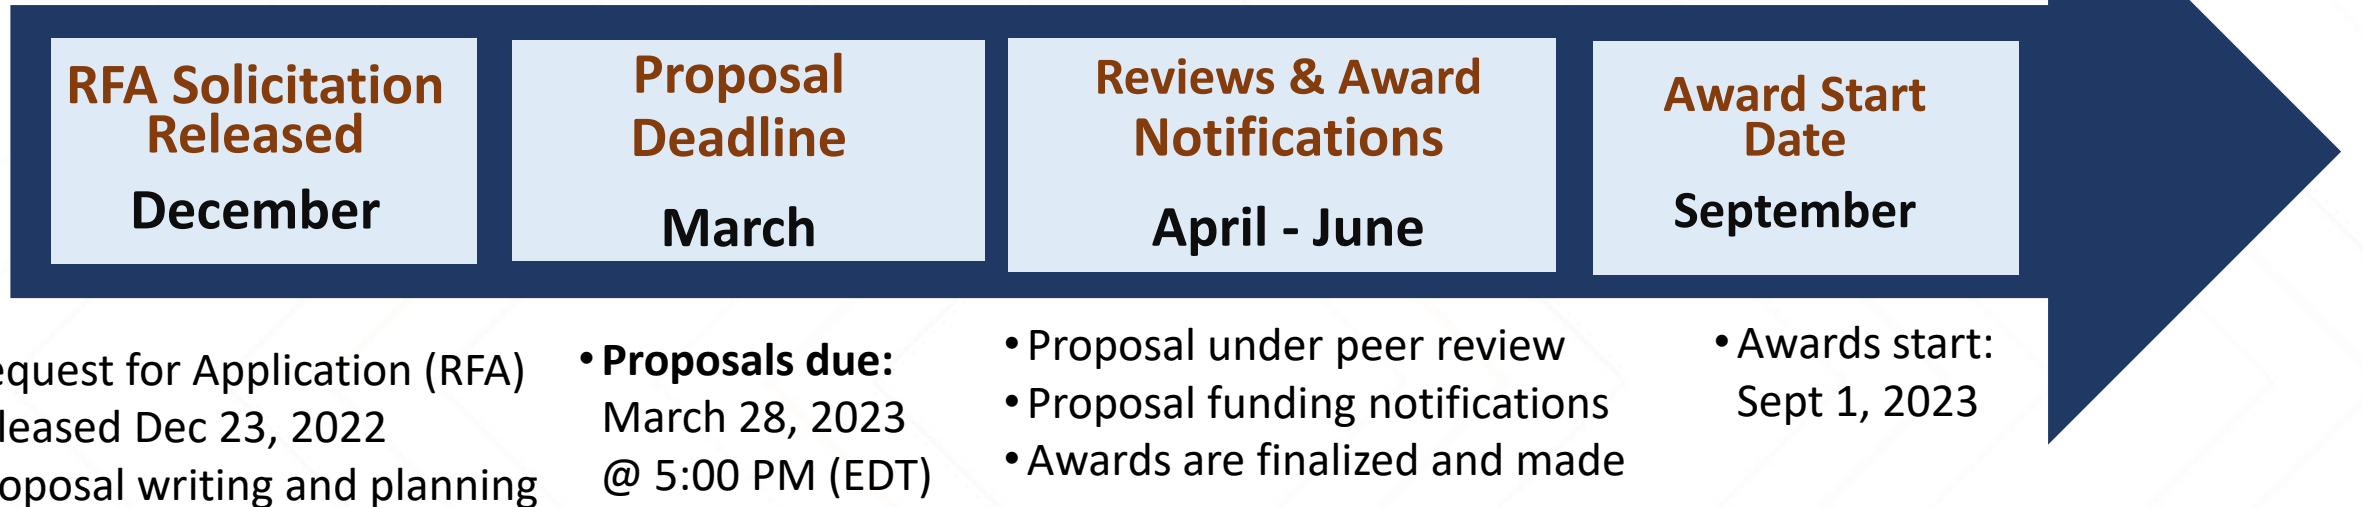 RFA Solicitation
Released
December
Proposal
Deadline
March
Reviews & Award
Notifications
April - June
Award Start
Date
September
equest for Application (RFA)
leased Dec 23, 2022
oposal writing and planning
• Proposals due:
March 28, 2023
@ 5:00 PM (EDT)
• Proposal under peer review
• Proposal funding notifications
• Awards are finalized and made
• Awards start:
Sept 1, 2023